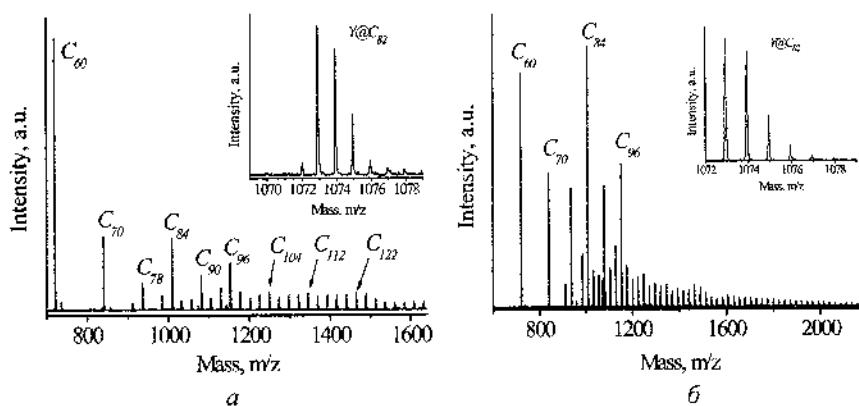 Intensity, a.u.
C60
C70
C78
C84
C90
C96
C104
C112
C122
800 1000 1200 1400 1600
Mass, m/z
Intensity, a.u.
Y@C82
1070 1072 1074 1076 1078
Mass. m/z
а
Intensity, a.u.
C60
C70
C84
C96
800 1200 1600 2000
Mass, m/z
Intensity, a.u.
Y@C82
1072 1074 1076 1078
Mass. m/z
б